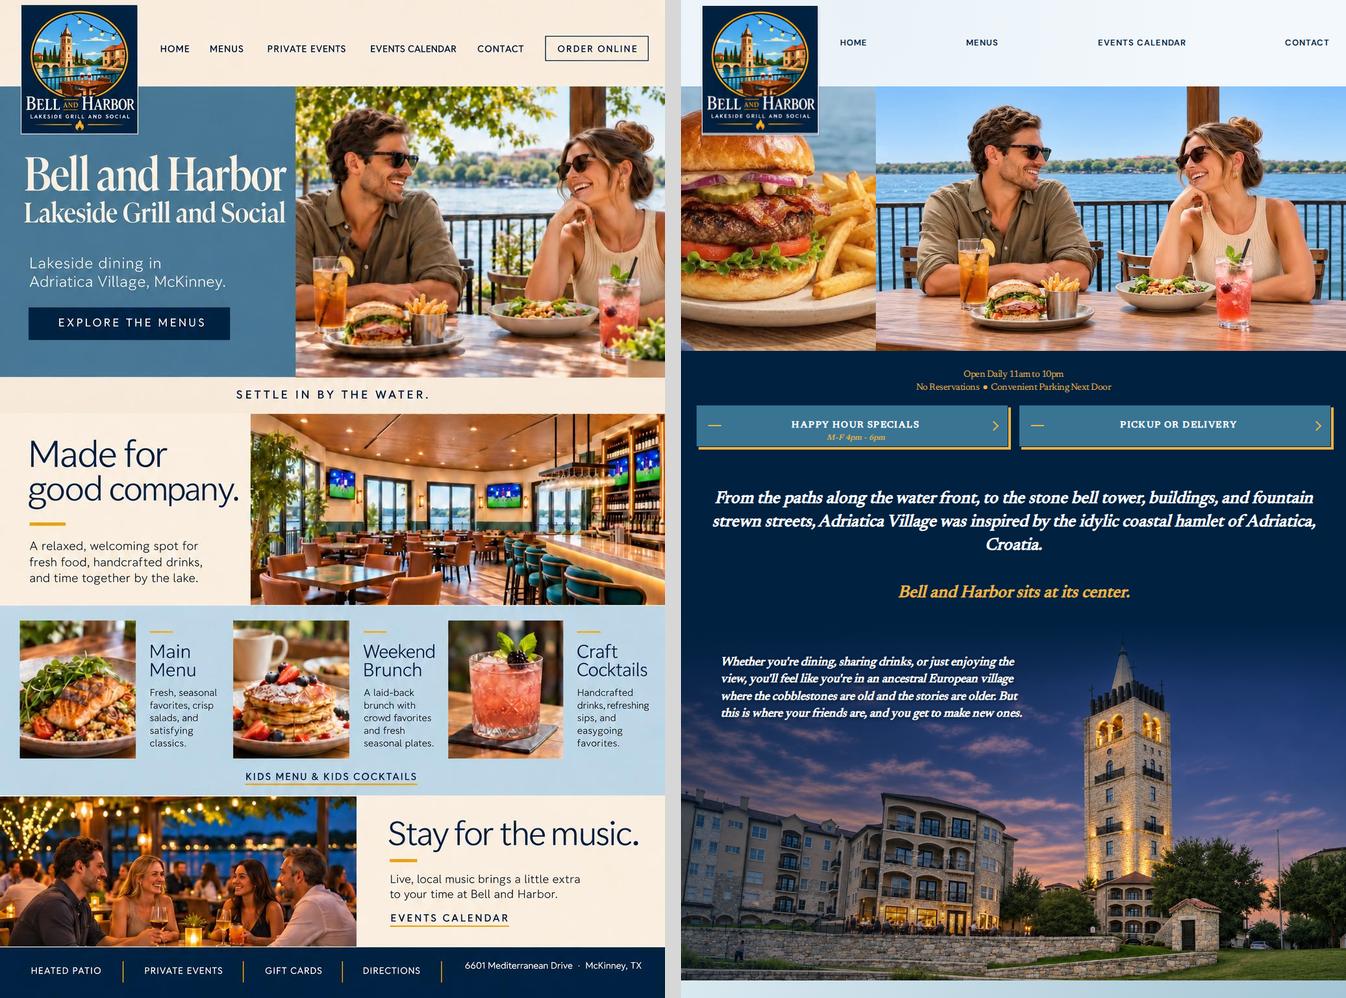 BELL AND HARBOR
LAKESIDE GRILL AND SOCIAL
HOME MENUS PRIVATE EVENTS EVENTS CALENDAR CONTACT ORDER ONLINE
Bell and Harbor
Lakeside Grill and Social
Lakeside dining in
Adriatica Village, McKinney.
EXPLORE THE MENUS
SETTLE IN BY THE WATER.
Made for
good company.
A relaxed, welcoming spot for
fresh food, handcrafted drinks,
and time together by the lake.
Main
Menu
Fresh, seasonal
favorites, crisp
salads, and
satisfying
classics.
Weekend
Brunch
A laid-back
brunch with
crowd favorites
and fresh
seasonal plates.
Craft
Cocktails
Handcrafted
drinks, refreshing
sips, and
easygoing
favorites.
KIDS MENU & KIDS COCKTAILS
Stay for the music.
Live, local music brings a little extra
to your time at Bell and Harbor.
EVENTS CALENDAR
HEATED PATIO PRIVATE EVENTS GIFT CARDS DIRECTIONS 6601 Mediterranean Drive · McKinney, TX
BELL AND HARBOR
LAKESIDE GRILL AND SOCIAL
HOME MENUS EVENTS CALENDAR CONTACT
Open Daily 11am to 10pm
No Reservations ● Convenient Parking Next Door
HAPPY HOUR SPECIALS
M-F 4pm - 6pm
PICKUP OR DELIVERY
From the paths along the water front, to the stone bell tower, buildings, and fountain
strewn streets, Adriatica Village was inspired by the idylic coastal hamlet of Adriatica,
Croatia.
Bell and Harbor sits at its center.
Whether you're dining, sharing drinks, or just enjoying the
view, you'll feel like you're in an ancestral European village
where the cobblestones are old and the stories are older. But
this is where your friends are, and you get to make new ones.